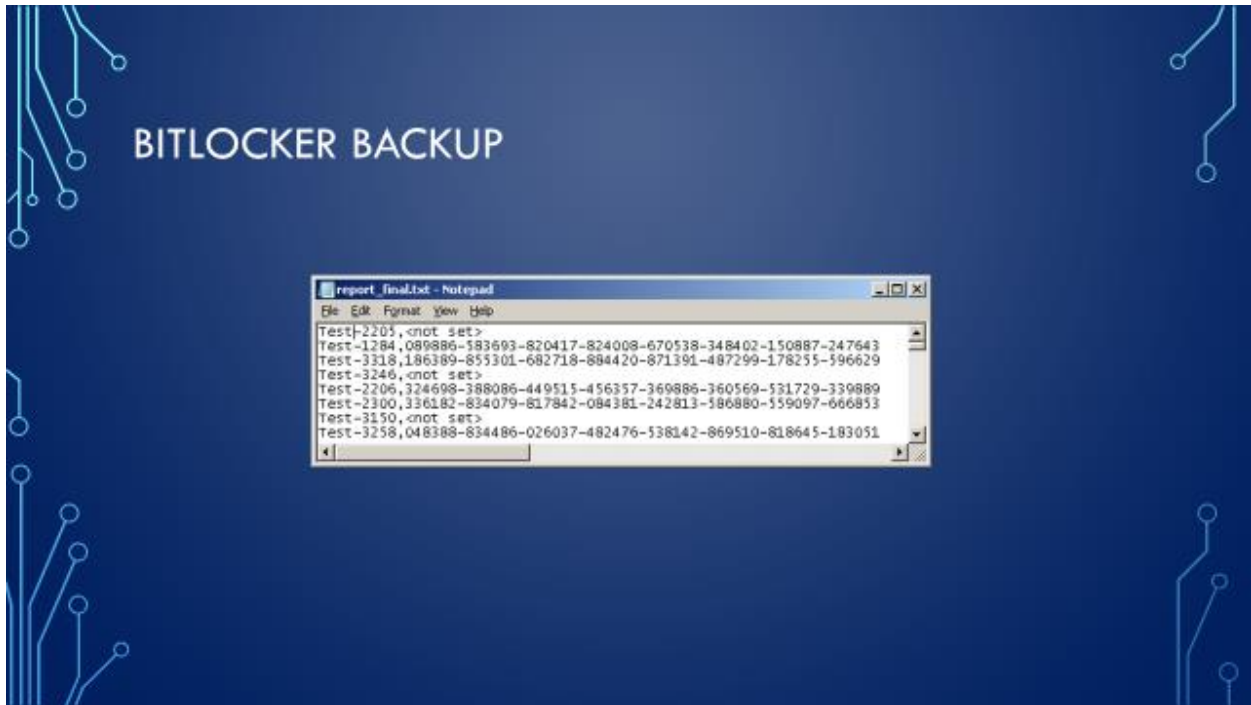 BITLOCKER BACKUP
report_final.txt - Notepad
File Edit Format View Help
Test-2205,<not set>
Test-1284,089886-583693-820417-824008-670538-348402-150887-247643
Test-3318,186389-855301-682718-884420-871391-487299-178255-596629
Test-3246,<not set>
Test-2206,324698-388086-449515-456357-369886-360569-531729-339889
Test-2300,336182-834079-817842-084381-242813-586880-559097-666853
Test-3150,<not set>
Test-3258,048388-834486-026037-482476-538142-869510-818645-183051